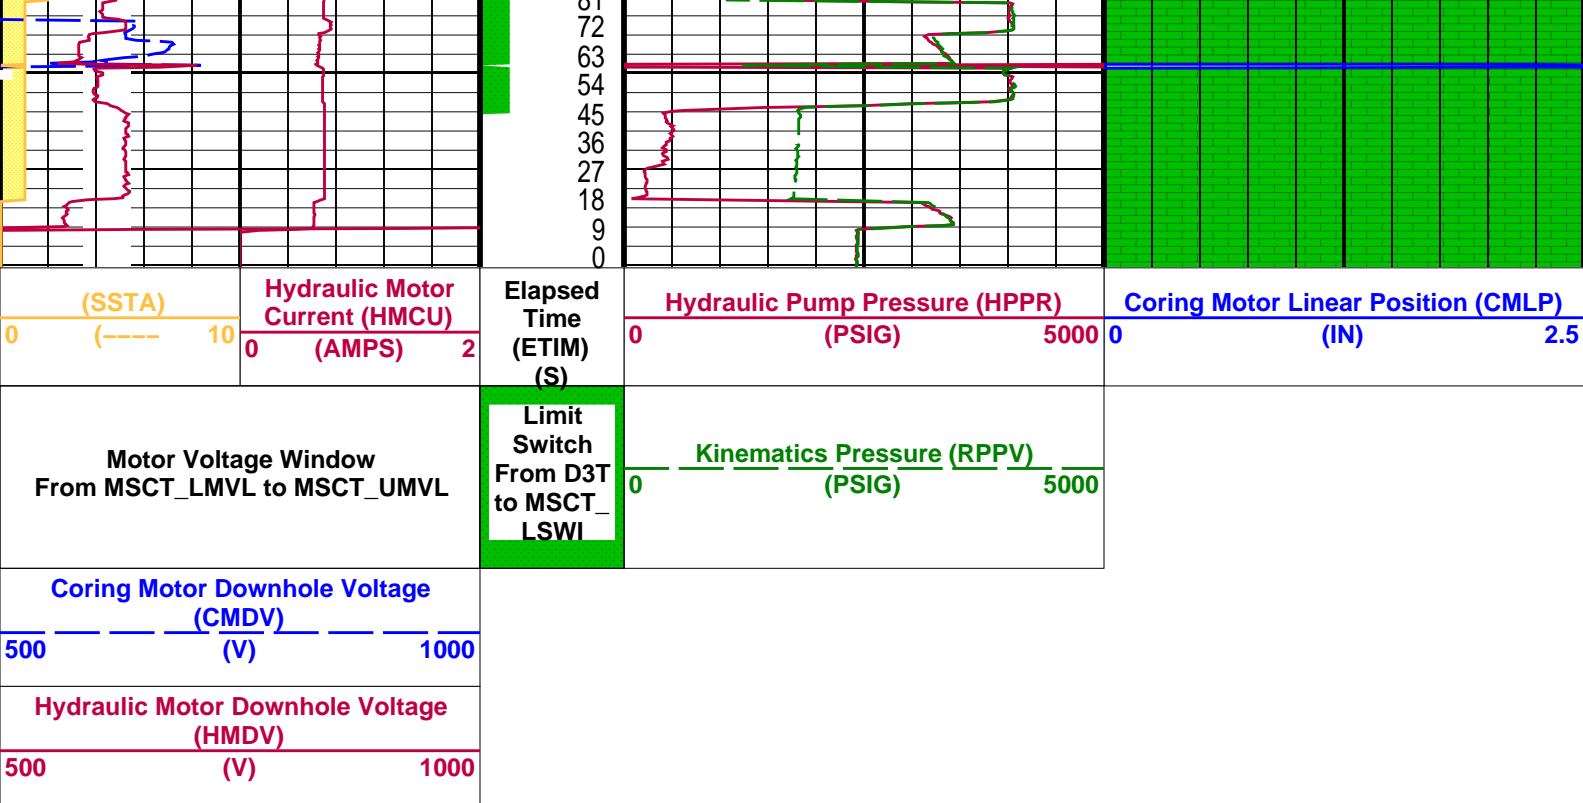 81
72
63
54
45
36
27
18
9
0
(SSTA)
0 (---- 10
Hydraulic Motor
Current (HMCU)
0 (AMPS) 2
Elapsed
Time
(ETIM)
(S)
Hydraulic Pump Pressure (HPPR)
0 (PSIG) 5000
Coring Motor Linear Position (CMLP)
0 (IN) 2.5
Motor Voltage Window
From MSCT_LMVL to MSCT_UMVL
Limit
Switch
From D3T
to MSCT_
LSWI
Kinematics Pressure (RPPV)
0 (PSIG) 5000
Coring Motor Downhole Voltage
(CMDV)
500 (V) 1000
Hydraulic Motor Downhole Voltage
(HMDV)
500 (V) 1000